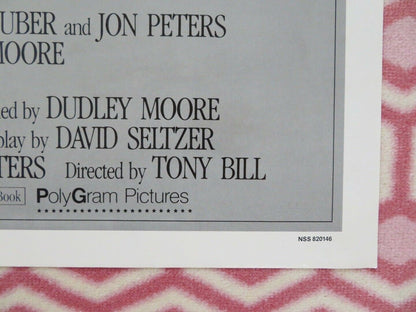 UBER and JON PETERS
MOORE
ed by DUDLEY MOORE
play by DAVID SELTZER
TERS Directed by TONY BILL
Book PolyGram Pictures
NSS 820146